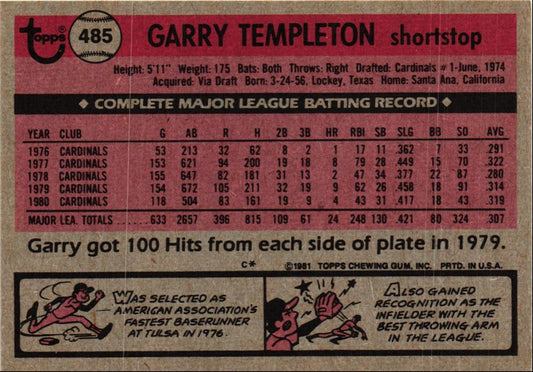 Topps 485 GARRY TEMPLETON shortstop
Height: 5'11" Weight: 175 Bats: Both Throws: Right Drafted: Cardinals #1-June, 1974
Acquired: Via Draft Born: 3-24-56, Lockey, Texas Home: Santa Ana, California
◆ COMPLETE MAJOR LEAGUE BATTING RECORD ◆
YEAR CLUB G AB R H 2B 3B HR RBI SB SLG BB SO AVG
1976 CARDINALS 53 213 32 62 8 2 1 17 11 .362 7 33 .291
1977 CARDINALS 153 621 94 200 19 18 8 79 28 .449 15 70 .322
1978 CARDINALS 155 647 82 181 31 13 2 47 34 .377 22 87 .280
1979 CARDINALS 154 672 105 211 32 19 9 62 26 .458 18 91 .314
1980 CARDINALS 118 504 83 161 19 9 4 43 31 .417 18 43 .319
MAJOR LEA. TOTALS 633 2657 396 815 109 61 24 248 130 .421 80 324 .307
Garry got 100 Hits from each side of plate in 1979.
C* ©1981 TOPPS CHEWING GUM, INC. PRTD. IN U.S.A.
WAS SELECTED AS
AMERICAN ASSOCIATION'S
FASTEST BASERUNNER
AT TULSA IN 1976.
ALSO GAINED
RECOGNITION AS THE
INFIELDER WITH THE
BEST THROWING ARM
IN THE LEAGUE.